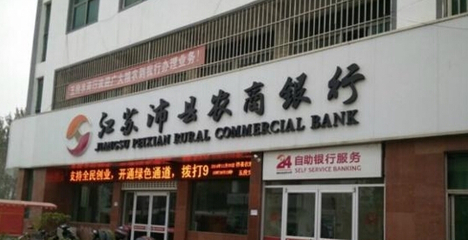 江苏沛县农商银行
JIANGSU PEIXIAN RURAL COMMERCIAL BANK
支持全民创业，开通绿色通道，拨打9
24 自助银行服务
SELF SERVICE BANKING